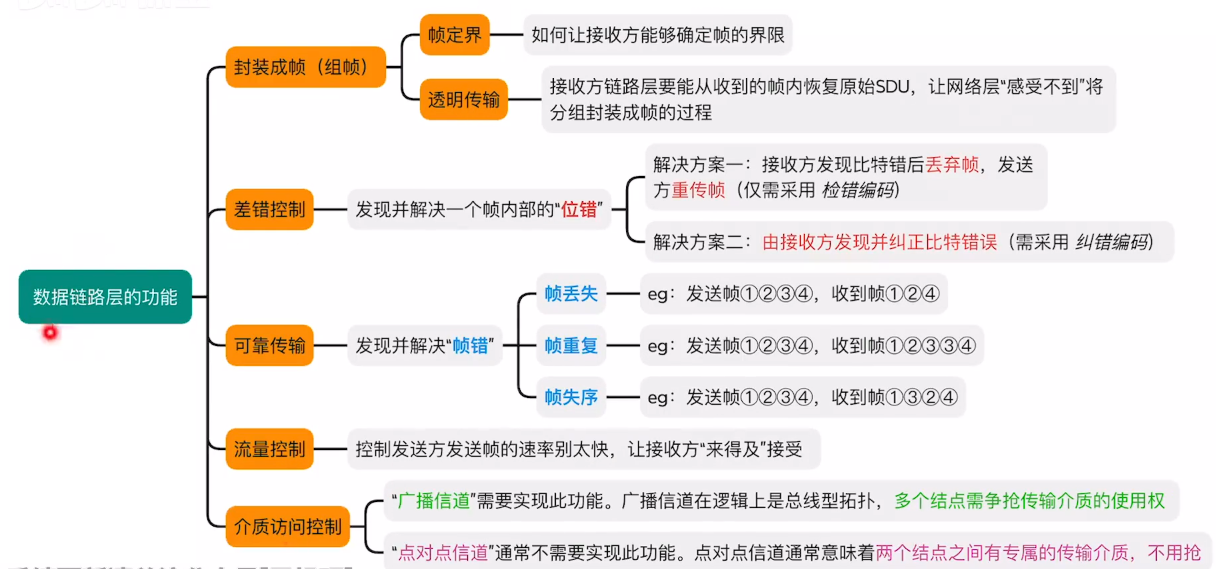 数据链路层的功能
封装成帧（组帧）
帧定界
如何让接收方能够确定帧的界限
透明传输
接收方链路层要能从收到的帧内恢复原始SDU，让网络层“感受不到”将
分组封装成帧的过程
差错控制
发现并解决一个帧内部的“位错”
解决方案一：接收方发现比特错后丢弃帧，发送
方重传帧（仅需采用 检错编码）
解决方案二：由接收方发现并纠正比特错误（需采用 纠错编码）
可靠传输
发现并解决“帧错”
帧丢失
eg：发送帧①②③④，收到帧①②④
帧重复
eg：发送帧①②③④，收到帧①②③③④
帧失序
eg：发送帧①②③④，收到帧①③②④
流量控制
控制发送方发送帧的速率别太快，让接收方“来得及”接受
介质访问控制
“广播信道”需要实现此功能。广播信道在逻辑上是总线型拓扑，多个结点需争抢传输介质的使用权
“点对点信道”通常不需要实现此功能。点对点信道通常意味着两个结点之间有专属的传输介质，不用抢